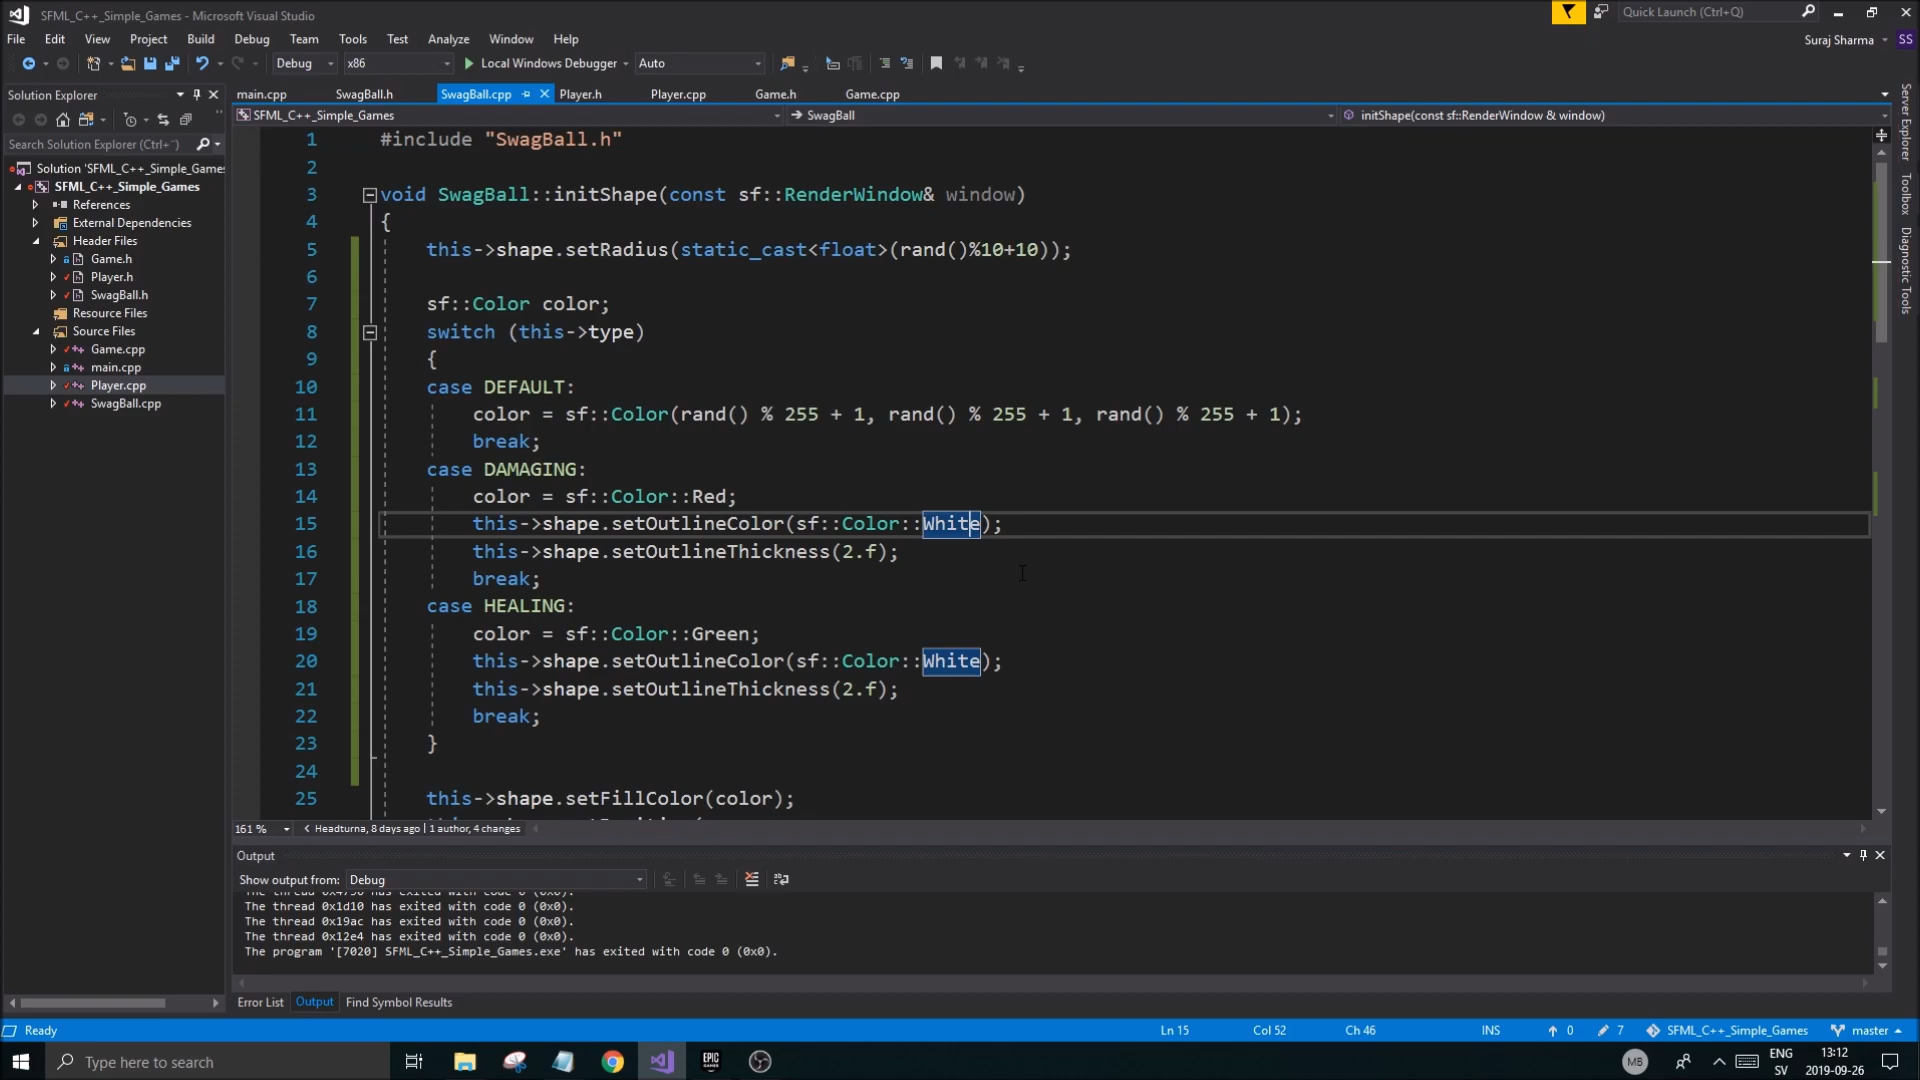 SFML_C++_Simple_Games - Microsoft Visual Studio
Quick Launch (Ctrl+Q)
File Edit View Project Build Debug Team Tools Test Analyze Window Help
Suraj Sharma SS
Debug x86 Local Windows Debugger Auto
Solution Explorer
main.cpp SwagBall.h SwagBall.cpp Player.h Player.cpp Game.h Game.cpp
SFML_C++_Simple_Games SwagBall initShape(const sf::RenderWindow & window)
Search Solution Explorer (Ctrl+¨)
Solution 'SFML_C++_Simple_Games
SFML_C++_Simple_Games
References
External Dependencies
Header Files
Game.h
Player.h
SwagBall.h
Resource Files
Source Files
Game.cpp
main.cpp
Player.cpp
SwagBall.cpp
1 #include "SwagBall.h"
2
3 void SwagBall::initShape(const sf::RenderWindow& window)
4 {
5 this->shape.setRadius(static_cast<float>(rand()%10+10));
6
7 sf::Color color;
8 switch (this->type)
9 {
10 case DEFAULT:
11 color = sf::Color(rand() % 255 + 1, rand() % 255 + 1, rand() % 255 + 1);
12 break;
13 case DAMAGING:
14 color = sf::Color::Red;
15 this->shape.setOutlineColor(sf::Color::White);
16 this->shape.setOutlineThickness(2.f);
17 break;
18 case HEALING:
19 color = sf::Color::Green;
20 this->shape.setOutlineColor(sf::Color::White);
21 this->shape.setOutlineThickness(2.f);
22 break;
23 }
24
25 this->shape.setFillColor(color);
161 % Headturna, 8 days ago | 1 author, 4 changes
Server Explorer
Toolbox
Diagnostic Tools
Output
Show output from: Debug
The thread 0x1d10 has exited with code 0 (0x0).
The thread 0x19ac has exited with code 0 (0x0).
The thread 0x12e4 has exited with code 0 (0x0).
The program '[7020] SFML_C++_Simple_Games.exe' has exited with code 0 (0x0).
Error List Output Find Symbol Results
Ready Ln 15 Col 52 Ch 46 INS 0 7 SFML_C++_Simple_Games master
Type here to search
EPIC GAMES
MB
ENG
SV
13:12
2019-09-26